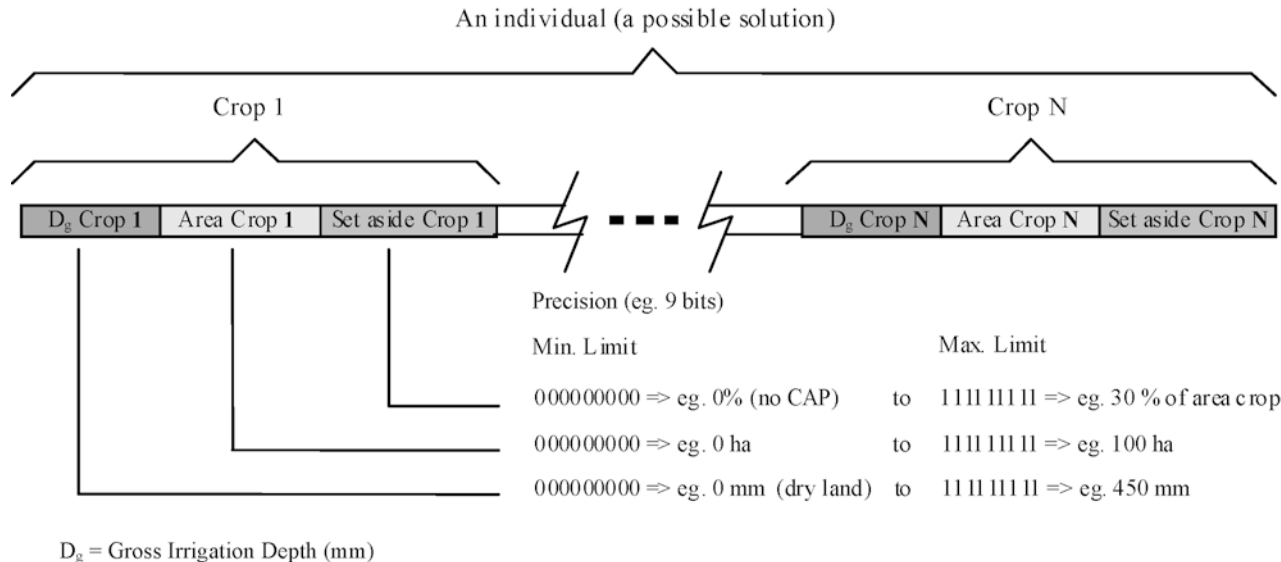 An individual (a possible solution)
Crop 1
Crop N
Dg Crop 1 Area Crop 1 Set aside Crop 1 Dg Crop N Area Crop N Set aside Crop N
Precision (eg. 9 bits)
Min. Limit Max. Limit
000000000 => eg. 0% (no CAP) to 111111111 => eg. 30 % of area crop
000000000 => eg. 0 ha to 111111111 => eg. 100 ha
000000000 => eg. 0 mm (dry land) to 111111111 => eg. 450 mm
Dg = Gross Irrigation Depth (mm)